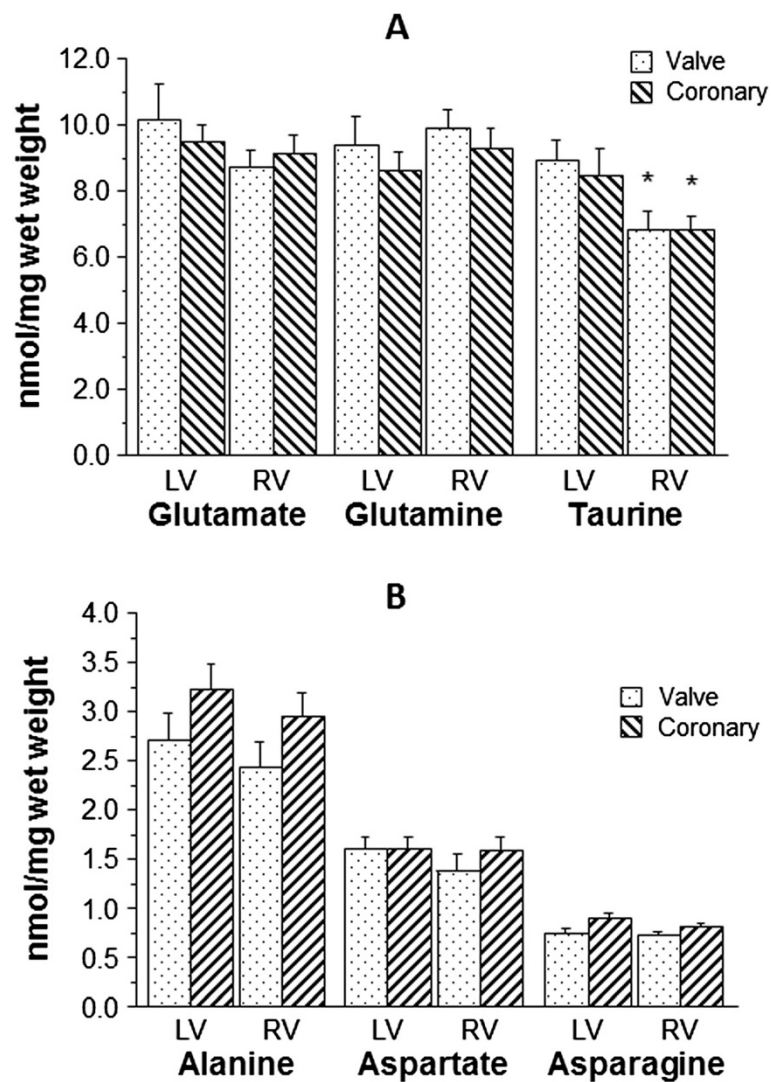 A
nmol/mg wet weight
12.0
10.0
8.0
6.0
4.0
2.0
0.0
Valve
Coronary
* *
LV RV LV RV LV RV
Glutamate Glutamine Taurine
B
nmol/mg wet weight
4.0
3.5
3.0
2.5
2.0
1.5
1.0
0.5
0.0
Valve
Coronary
LV RV LV RV LV RV
Alanine Aspartate Asparagine